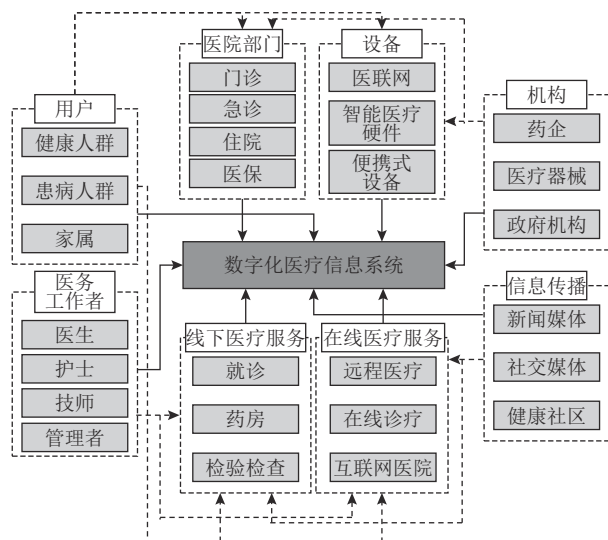 医院部门
设备
门诊
医联网
用户
机构
急诊
智能医疗
硬件
健康人群
药企
住院
便携式
设备
患病人群
医保
医疗器械
家属
政府机构
数字化医疗信息系统
医务
工作者
信息传播
医生
线下医疗服务
在线医疗服务
新闻媒体
护士
就诊
远程医疗
社交媒体
技师
药房
在线诊疗
健康社区
管理者
检验检查
互联网医院